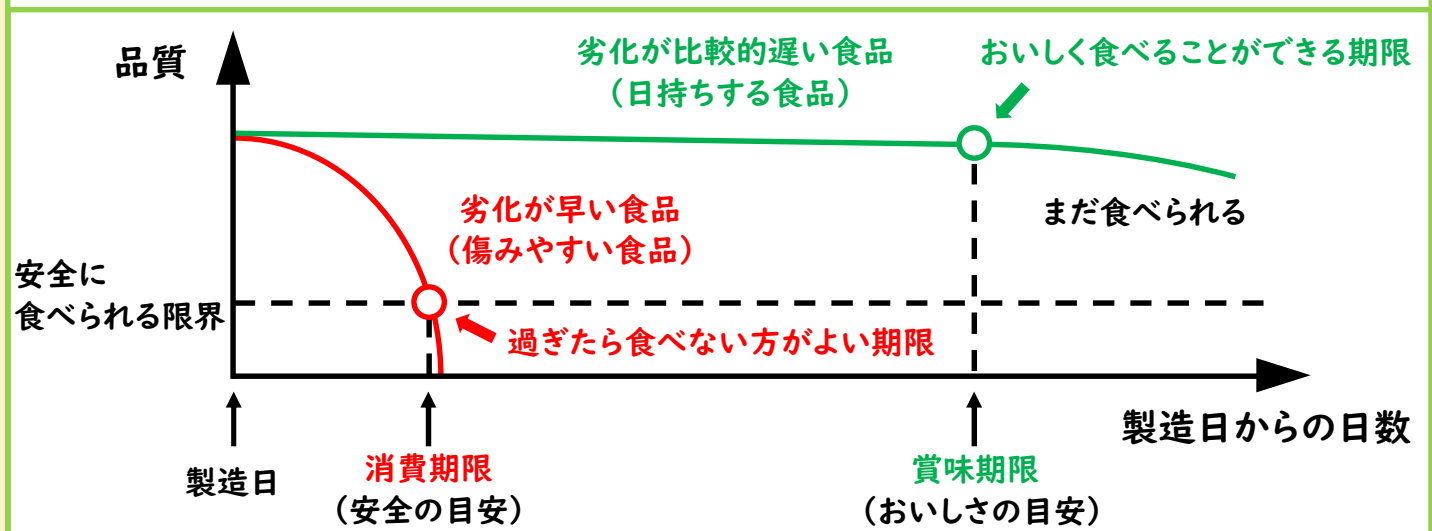 品質
劣化が比較的遅い食品
（日持ちする食品）
おいしく食べることができる期限
劣化が早い食品
（傷みやすい食品）
まだ食べられる
安全に
食べられる限界
過ぎたら食べない方がよい期限
製造日からの日数
製造日
消費期限
（安全の目安）
賞味期限
（おいしさの目安）